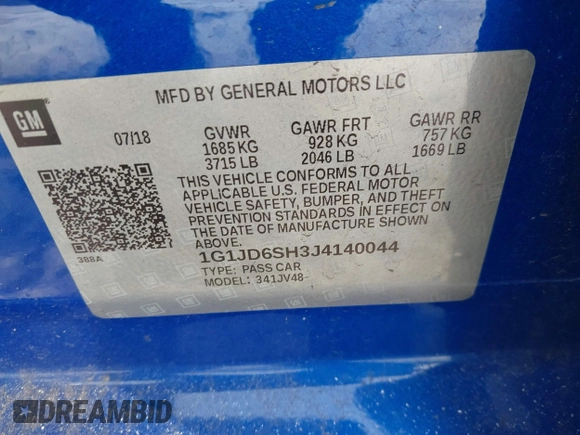 MFD BY GENERAL MOTORS LLC
GM
07/18
GVWR GAWR FRT GAWR RR
1685 KG 928 KG 757 KG
3715 LB 2046 LB 1669 LB
THIS VEHICLE CONFORMS TO ALL
APPLICABLE U.S. FEDERAL MOTOR
VEHICLE SAFETY, BUMPER, AND THEFT
PREVENTION STANDARDS IN EFFECT ON
THE DATE OF MANUFACTURE SHOWN
ABOVE.
388A
1G1JD6SH3J4140044
TYPE: PASS CAR
MODEL: 341JV48
DREAMBID